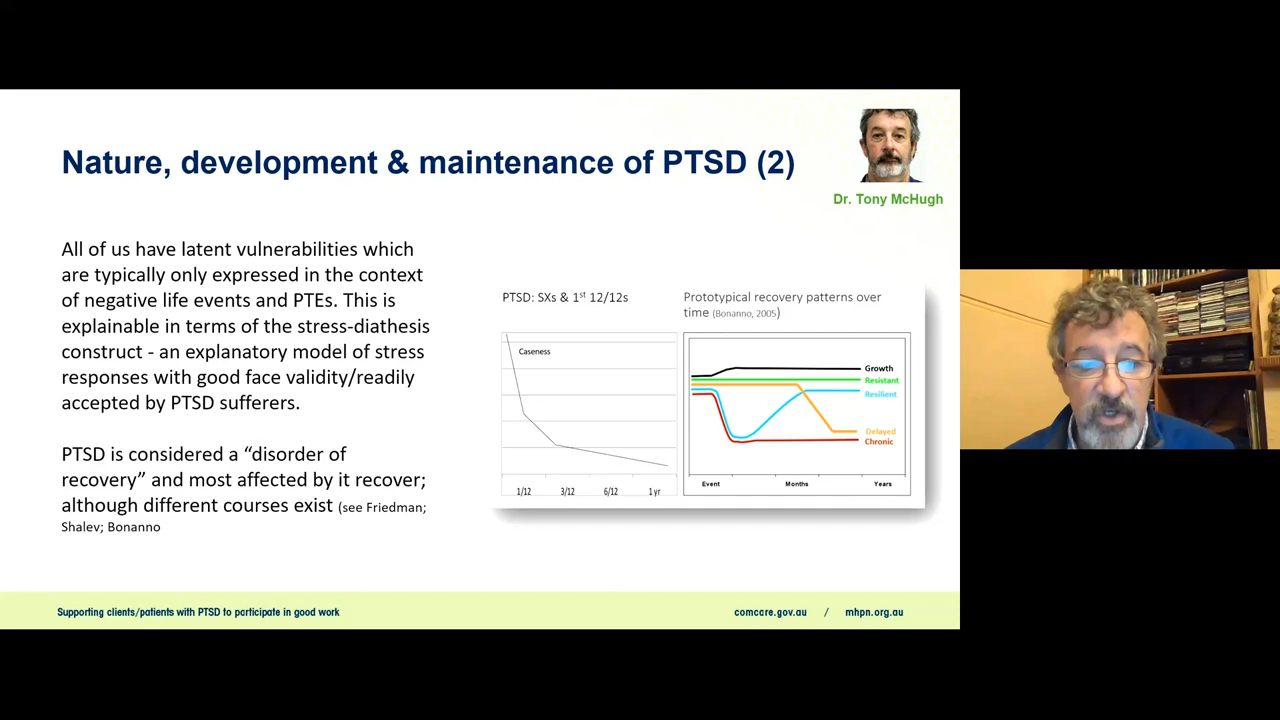 Nature, development & maintenance of PTSD (2)
Dr. Tony McHugh
All of us have latent vulnerabilities which
are typically only expressed in the context
of negative life events and PTEs. This is
explainable in terms of the stress-diathesis
construct - an explanatory model of stress
responses with good face validity/readily
accepted by PTSD sufferers.
PTSD is considered a “disorder of
recovery” and most affected by it recover;
although different courses exist (see Friedman;
Shalev; Bonanno
PTSD: SXs & 1st 12/12s
Caseness
1/12 3/12 6/12 1 yr
Prototypical recovery patterns over
time (Bonanno, 2005)
Growth
Resistant
Resilient
Delayed
Chronic
Event Months Years
Supporting clients/patients with PTSD to participate in good work
comcare.gov.au / mhpn.org.au